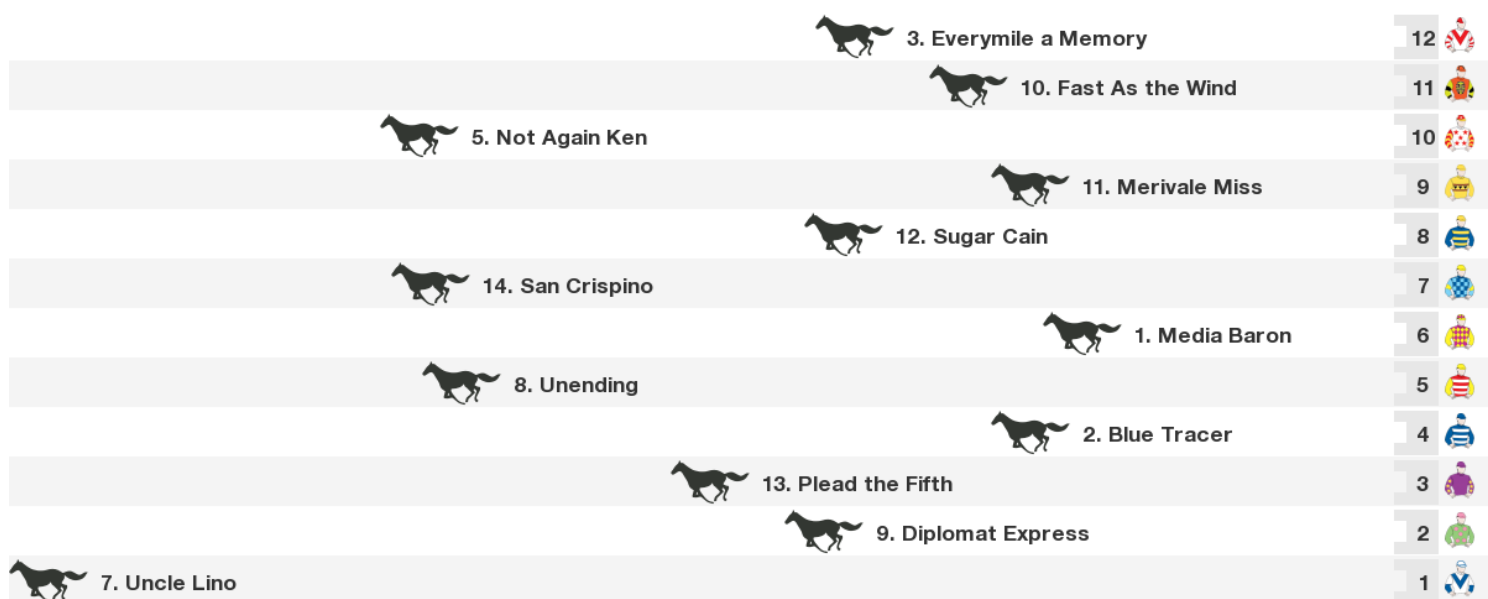 3. Everymile a Memory 12
10. Fast As the Wind 11
5. Not Again Ken 10
11. Merivale Miss 9
12. Sugar Cain 8
14. San Crispino 7
1. Media Baron 6
8. Unending 5
2. Blue Tracer 4
13. Plead the Fifth 3
9. Diplomat Express 2
7. Uncle Lino 1